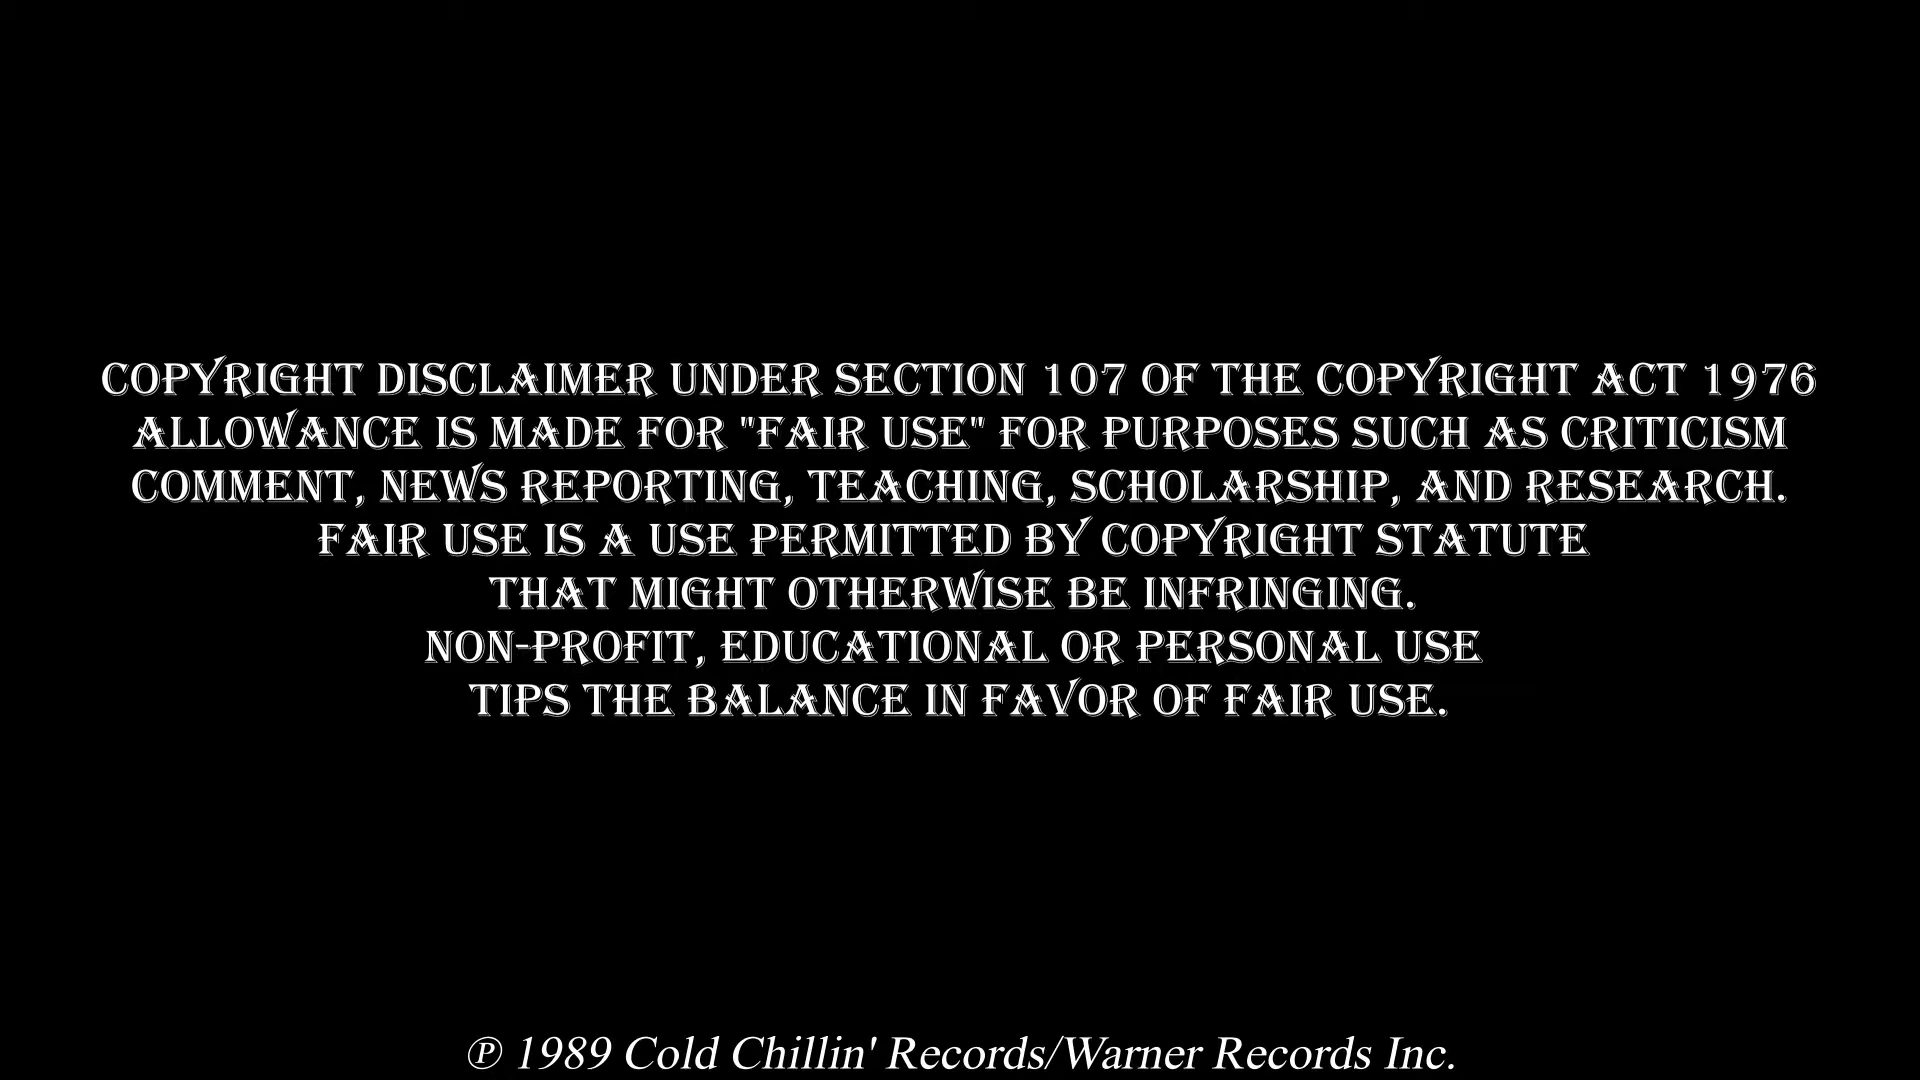 COPYRIGHT DISCLAIMER UNDER SECTION 107 OF THE COPYRIGHT ACT 1976
ALLOWANCE IS MADE FOR "FAIR USE" FOR PURPOSES SUCH AS CRITICISM
COMMENT, NEWS REPORTING, TEACHING, SCHOLARSHIP, AND RESEARCH.
FAIR USE IS A USE PERMITTED BY COPYRIGHT STATUTE
THAT MIGHT OTHERWISE BE INFRINGING.
NON-PROFIT, EDUCATIONAL OR PERSONAL USE
TIPS THE BALANCE IN FAVOR OF FAIR USE.
℗ 1989 Cold Chillin' Records/Warner Records Inc.